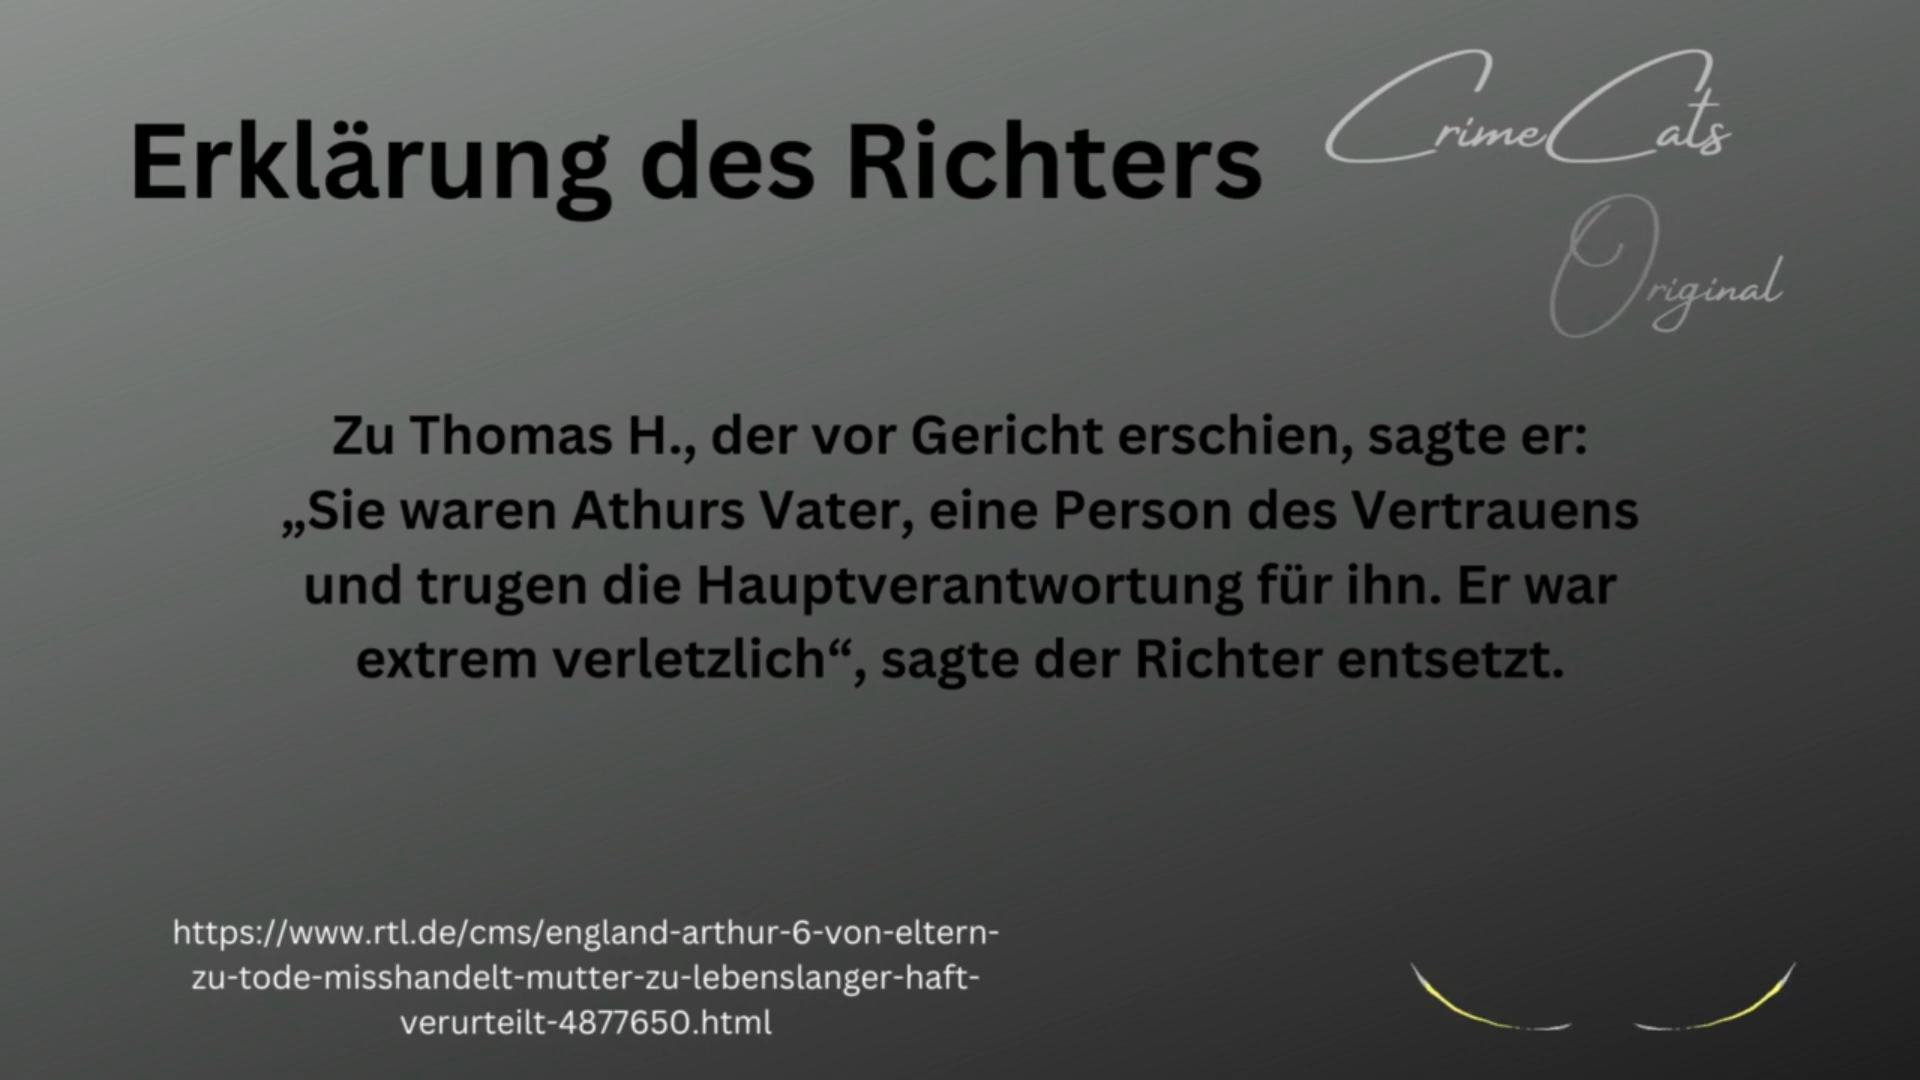 Erklärung des Richters
CrimeCats
Original
Zu Thomas H., der vor Gericht erschien, sagte er:
„Sie waren Athurs Vater, eine Person des Vertrauens
und trugen die Hauptverantwortung für ihn. Er war
extrem verletzlich“, sagte der Richter entsetzt.
https://www.rtl.de/cms/england-arthur-6-von-eltern-
zu-tode-misshandelt-mutter-zu-lebenslanger-haft-
verurteilt-4877650.html